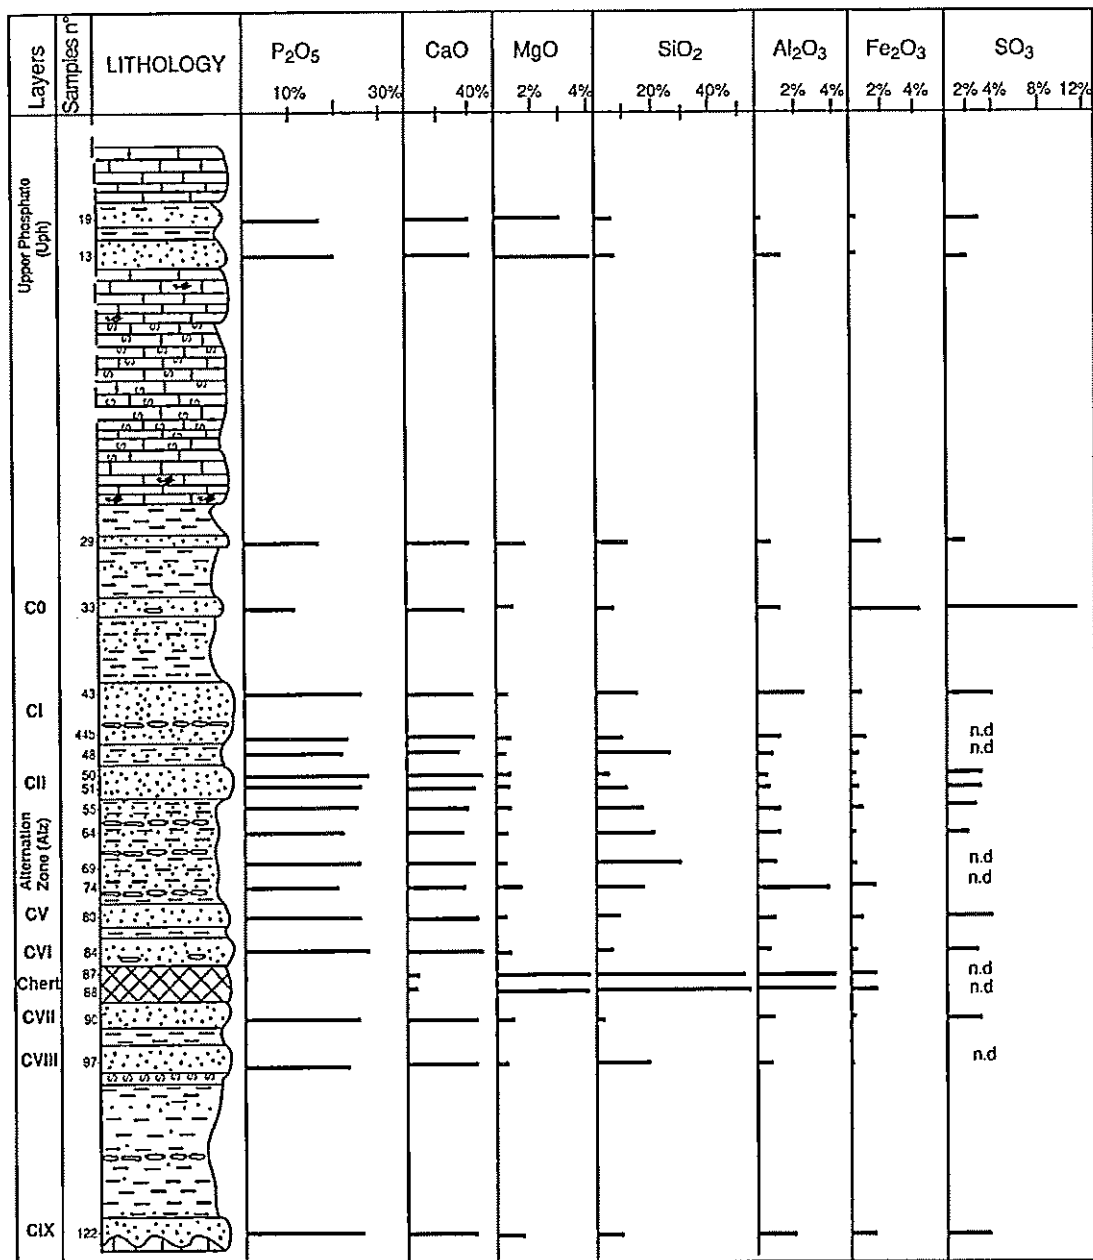 Layers
Samples n°
LITHOLOGY
P₂O₅
CaO
MgO
SiO₂
Al₂O₃
Fe₂O₃
SO₃
10% 30%
40%
2% 4%
20% 40%
2% 4%
2% 4%
2% 4% 8% 12%
Upper Phosphato
(Uph)
19
13
29
C0
33
43
CI
445
n.d
48
n.d
50
CII
51
55
Alternation
Zone (Alz)
64
69
n.d
74
n.d
CV
83
CVI
84
87
n.d
Chert
88
n.d
CVII
90
CVIII
97
n.d
CIX
122